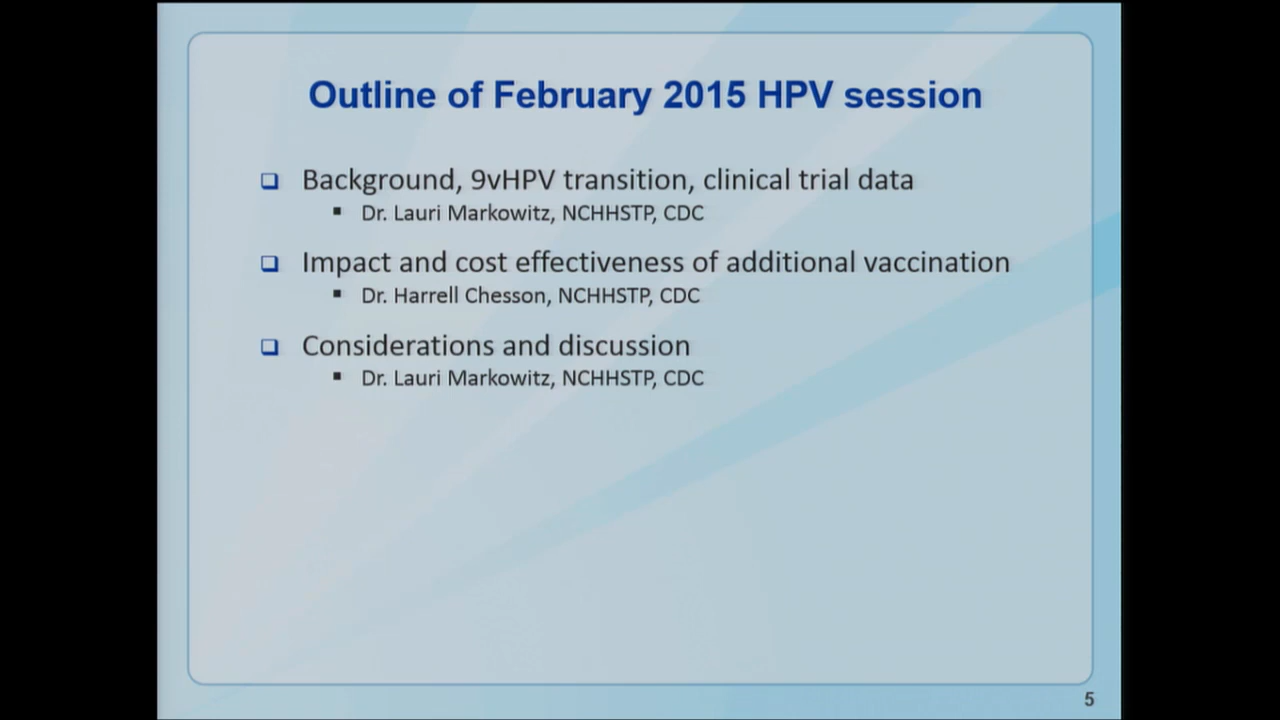 Outline of February 2015 HPV session
Background, 9vHPV transition, clinical trial data
Dr. Lauri Markowitz, NCHHSTP, CDC
Impact and cost effectiveness of additional vaccination
Dr. Harrell Chesson, NCHHSTP, CDC
Considerations and discussion
Dr. Lauri Markowitz, NCHHSTP, CDC
5